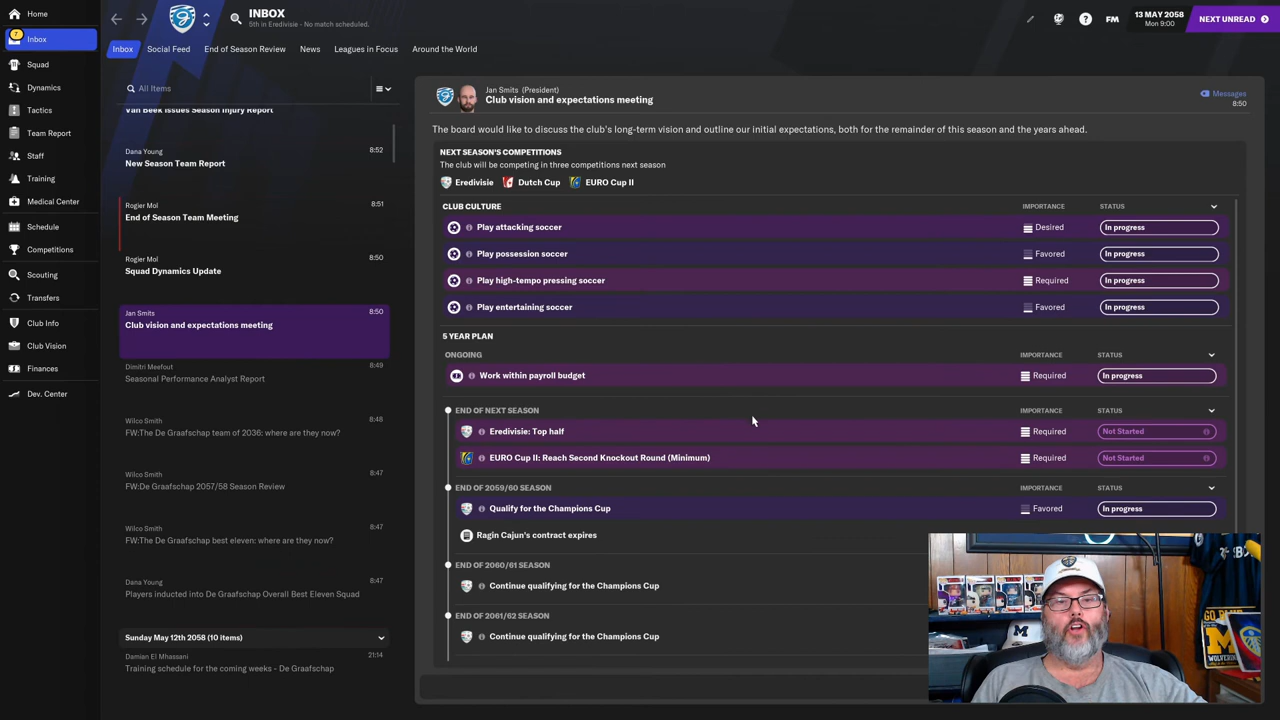 INBOX
5th in Eredivisie - No match scheduled.
FM
13 MAY 2058
Mon 9:00
NEXT UNREAD
Home
7
Inbox
Squad
Dynamics
Tactics
Team Report
Staff
Training
Medical Center
Schedule
Competitions
Scouting
Transfers
Club Info
Club Vision
Finances
Dev. Center
Inbox
Social Feed
End of Season Review
News
Leagues in Focus
Around the World
All Items
Van Beek Issues Season Injury Report
Dana Young 8:52
New Season Team Report
Rogier Mol 8:51
End of Season Team Meeting
Rogier Mol 8:50
Squad Dynamics Update
Jan Smits 8:50
Club vision and expectations meeting
Dimitri Meefout 8:49
Seasonal Performance Analyst Report
Wilco Smith 8:48
FW:The De Graafschap team of 2036: where are they now?
Wilco Smith 8:47
FW:De Graafschap 2057/58 Season Review
Wilco Smith 8:47
FW:The De Graafschap best eleven: where are they now?
Dana Young 8:47
Players inducted into De Graafschap Overall Best Eleven Squad
Sunday May 12th 2058 (10 items)
Damian El Mhassani 21:14
Training schedule for the coming weeks - De Graafschap
Jan Smits (President)
Club vision and expectations meeting
Messages
8:50
The board would like to discuss the club's long-term vision and outline our initial expectations, both for the remainder of this season and the years ahead.
NEXT SEASON'S COMPETITIONS
The club will be competing in three competitions next season
Eredivisie Dutch Cup EURO Cup II
CLUB CULTURE IMPORTANCE STATUS
Play attacking soccer Desired In progress
Play possession soccer Favored In progress
Play high-tempo pressing soccer Required In progress
Play entertaining soccer Favored In progress
5 YEAR PLAN
ONGOING IMPORTANCE STATUS
Work within payroll budget Required In progress
END OF NEXT SEASON IMPORTANCE STATUS
Eredivisie: Top half Required Not Started
EURO Cup II: Reach Second Knockout Round (Minimum) Required Not Started
END OF 2059/60 SEASON IMPORTANCE STATUS
Qualify for the Champions Cup Favored In progress
Ragin Cajun's contract expires
END OF 2060/61 SEASON
Continue qualifying for the Champions Cup
END OF 2061/62 SEASON
Continue qualifying for the Champions Cup
M
GO BLUE
M
WOLVERINES